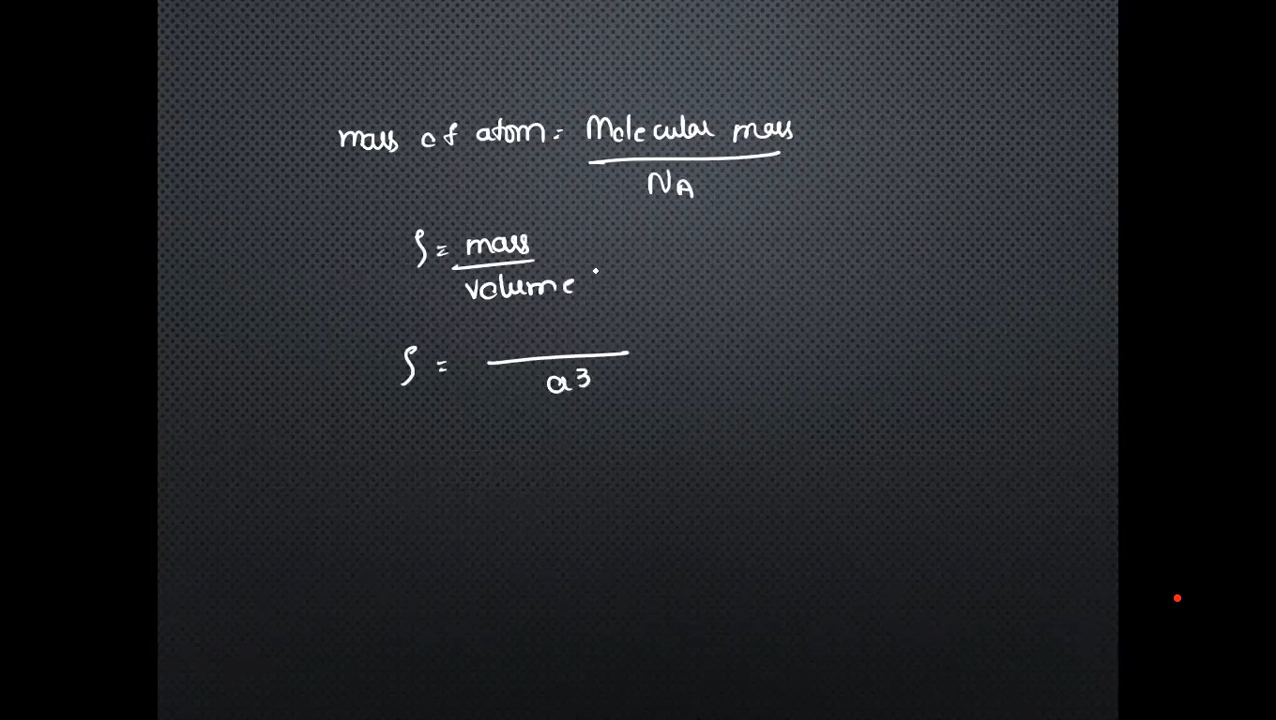 mass of atom = Molecular mass
NA
ρ = mass
volume
ρ =
a³